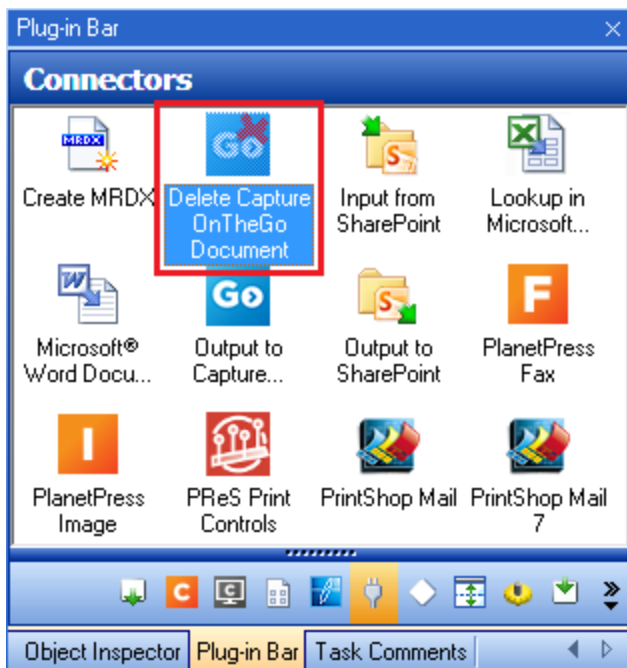 Plug-in Bar
Connectors
MRDX
GO
S
Create MRDX
Delete Capture
OnTheGo
Document
Input from
SharePoint
Lookup in
Microsoft...
W
GO
S
F
Microsoft®
Word Docu...
Output to
Capture...
Output to
SharePoint
PlanetPress
Fax
I
PlanetPress
Image
PReS Print
Controls
PrintShop Mail
PrintShop Mail
7
C
C
Object Inspector
Plug-in Bar
Task Comments